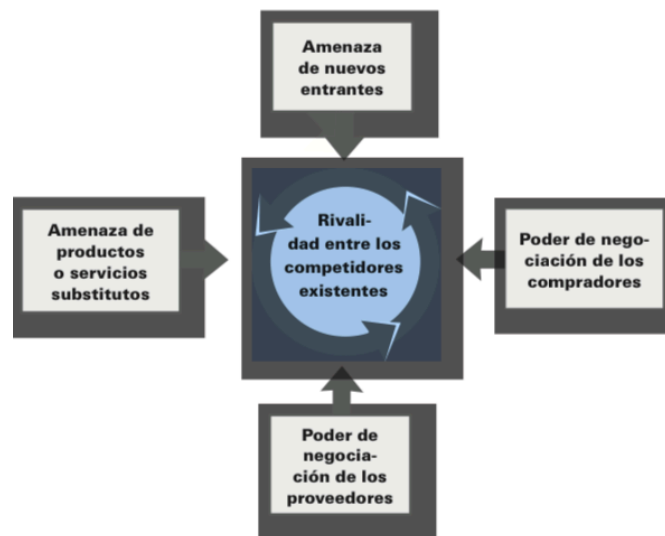 Amenaza
de nuevos
entrantes
Amenaza de
productos
o servicios
substitutos
Rivali-
dad entre los
competidores
existentes
Poder de nego-
ciación de los
compradores
Poder de
negocia-
ción de los
proveedores